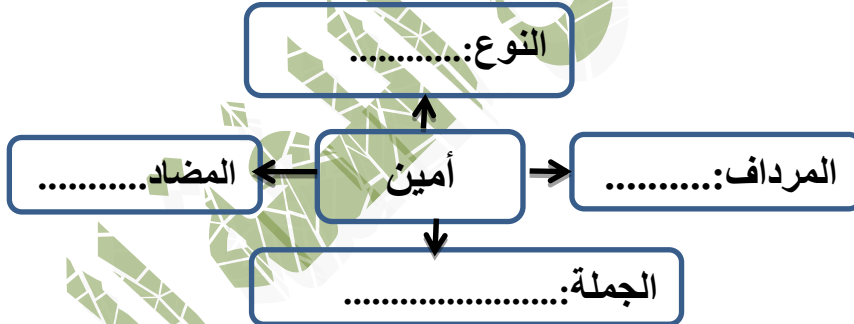 النوع:............
المرداف:..........
أمين
المضاد...........
الجملة:.......................